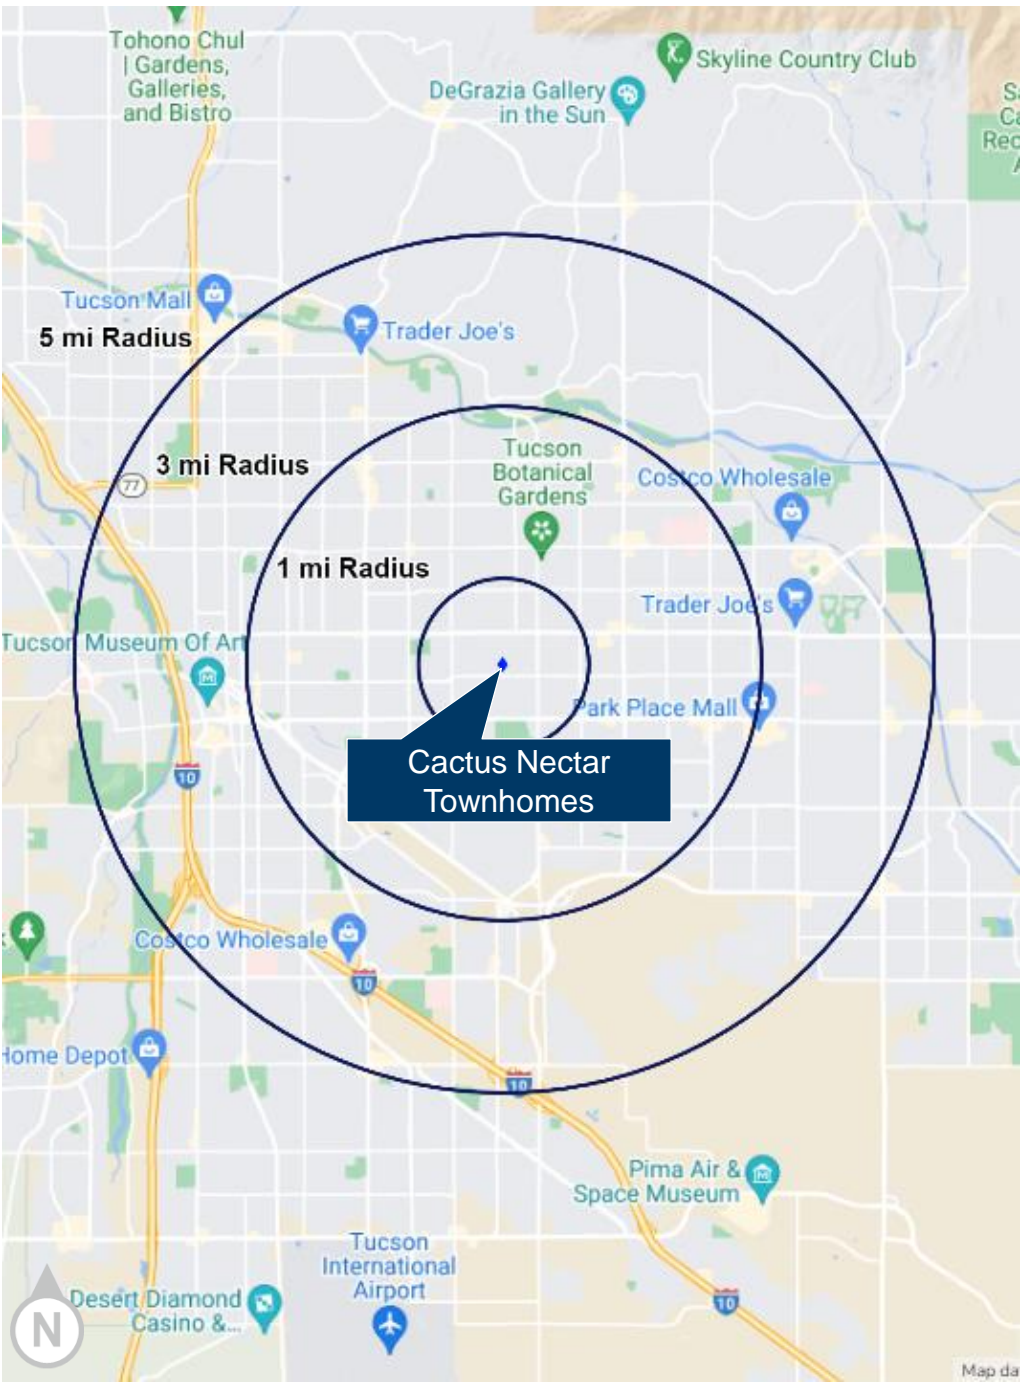 Tohono Chul
| Gardens,
Galleries,
and Bistro
Skyline Country Club
DeGrazia Gallery
in the Sun
Tucson Mall
5 mi Radius
Trader Joe's
3 mi Radius
77
Tucson
Botanical
Gardens
Costco Wholesale
1 mi Radius
Trader Joe's
Tucson Museum Of Art
Park Place Mall
10
Cactus Nectar
Townhomes
Costco Wholesale
10
Home Depot
10
Pima Air &
Space Museum
Tucson
International
Airport
Desert Diamond
Casino &...
10
N
Map da